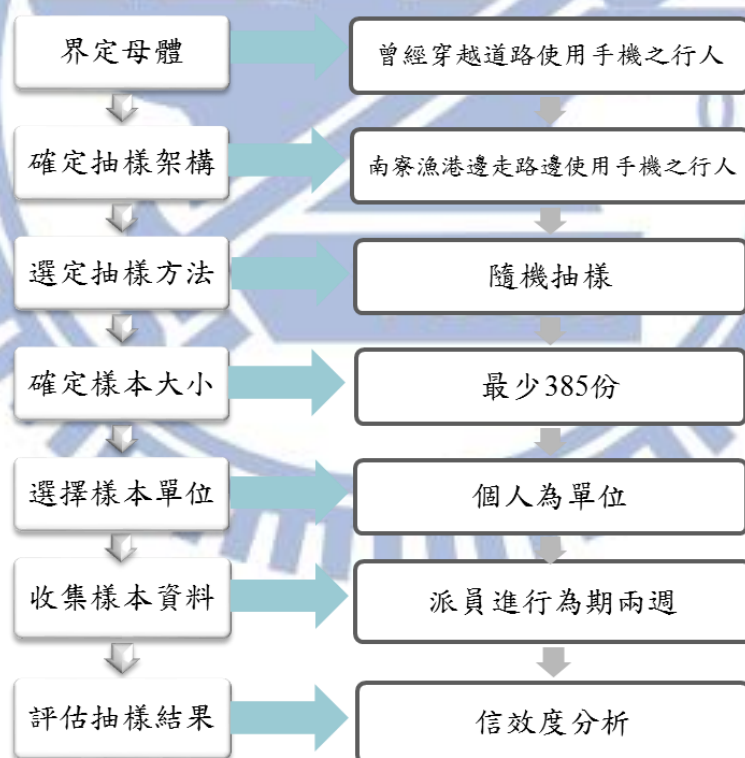 界定母體
曾經穿越道路使用手機之行人
確定抽樣架構
南寮漁港邊走路邊使用手機之行人
選定抽樣方法
隨機抽樣
確定樣本大小
最少385份
選擇樣本單位
個人為單位
收集樣本資料
派員進行為期兩週
評估抽樣結果
信效度分析